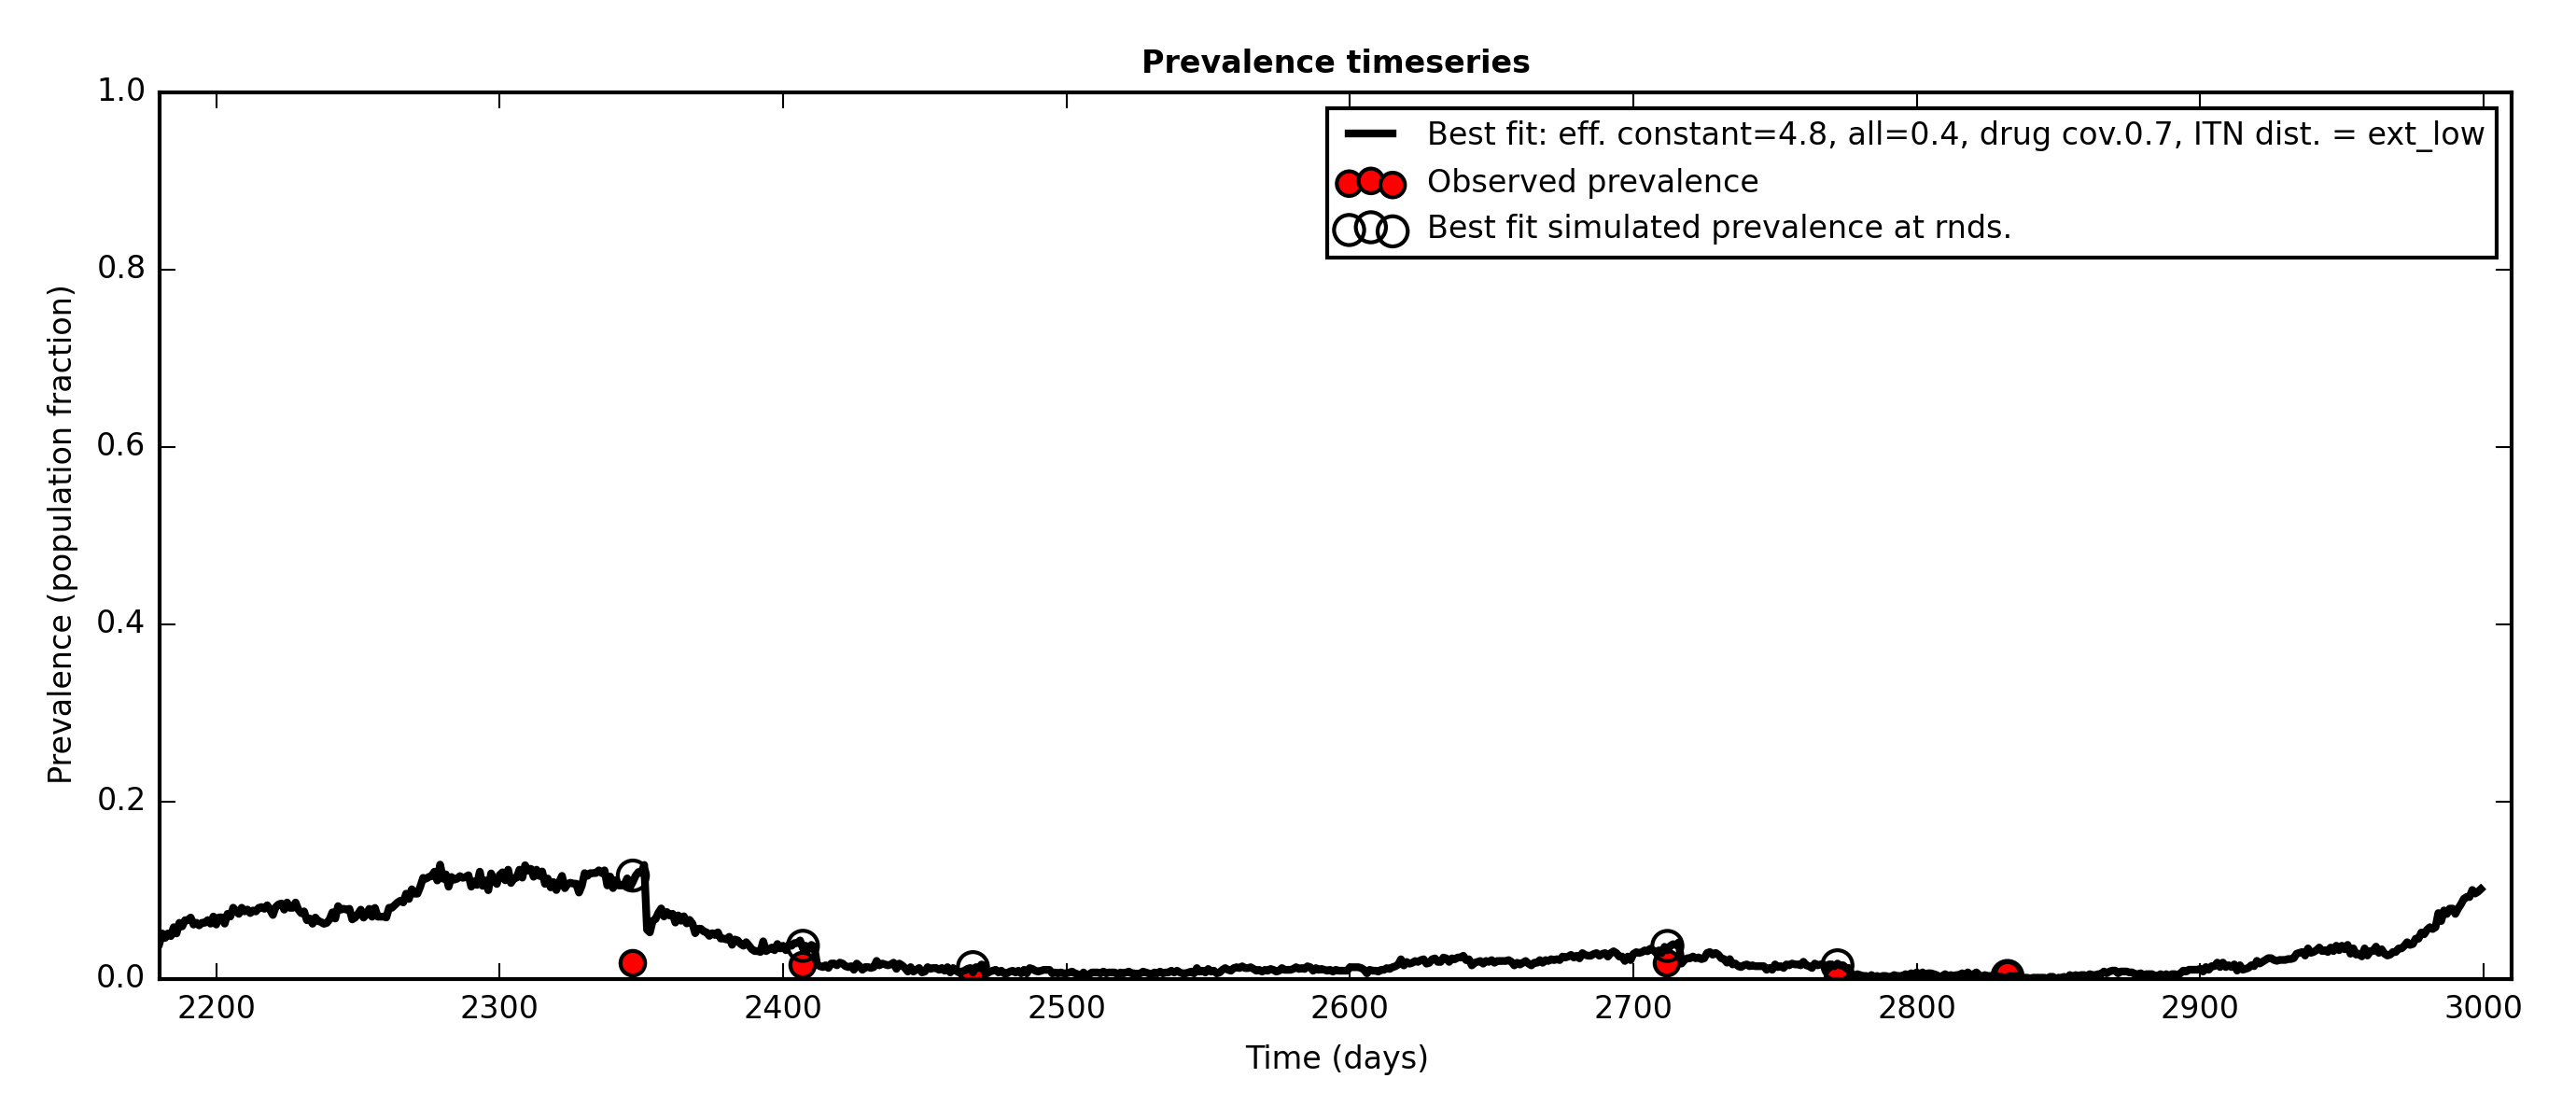 Prevalence timeseries
1.0
0.8
0.6
0.4
0.2
0.0
Prevalence (population fraction)
Best fit: eff. constant=4.8, all=0.4, drug cov.0.7, ITN dist. = ext_low
Observed prevalence
Best fit simulated prevalence at rnds.
2200 2300 2400 2500 2600 2700 2800 2900 3000
Time (days)